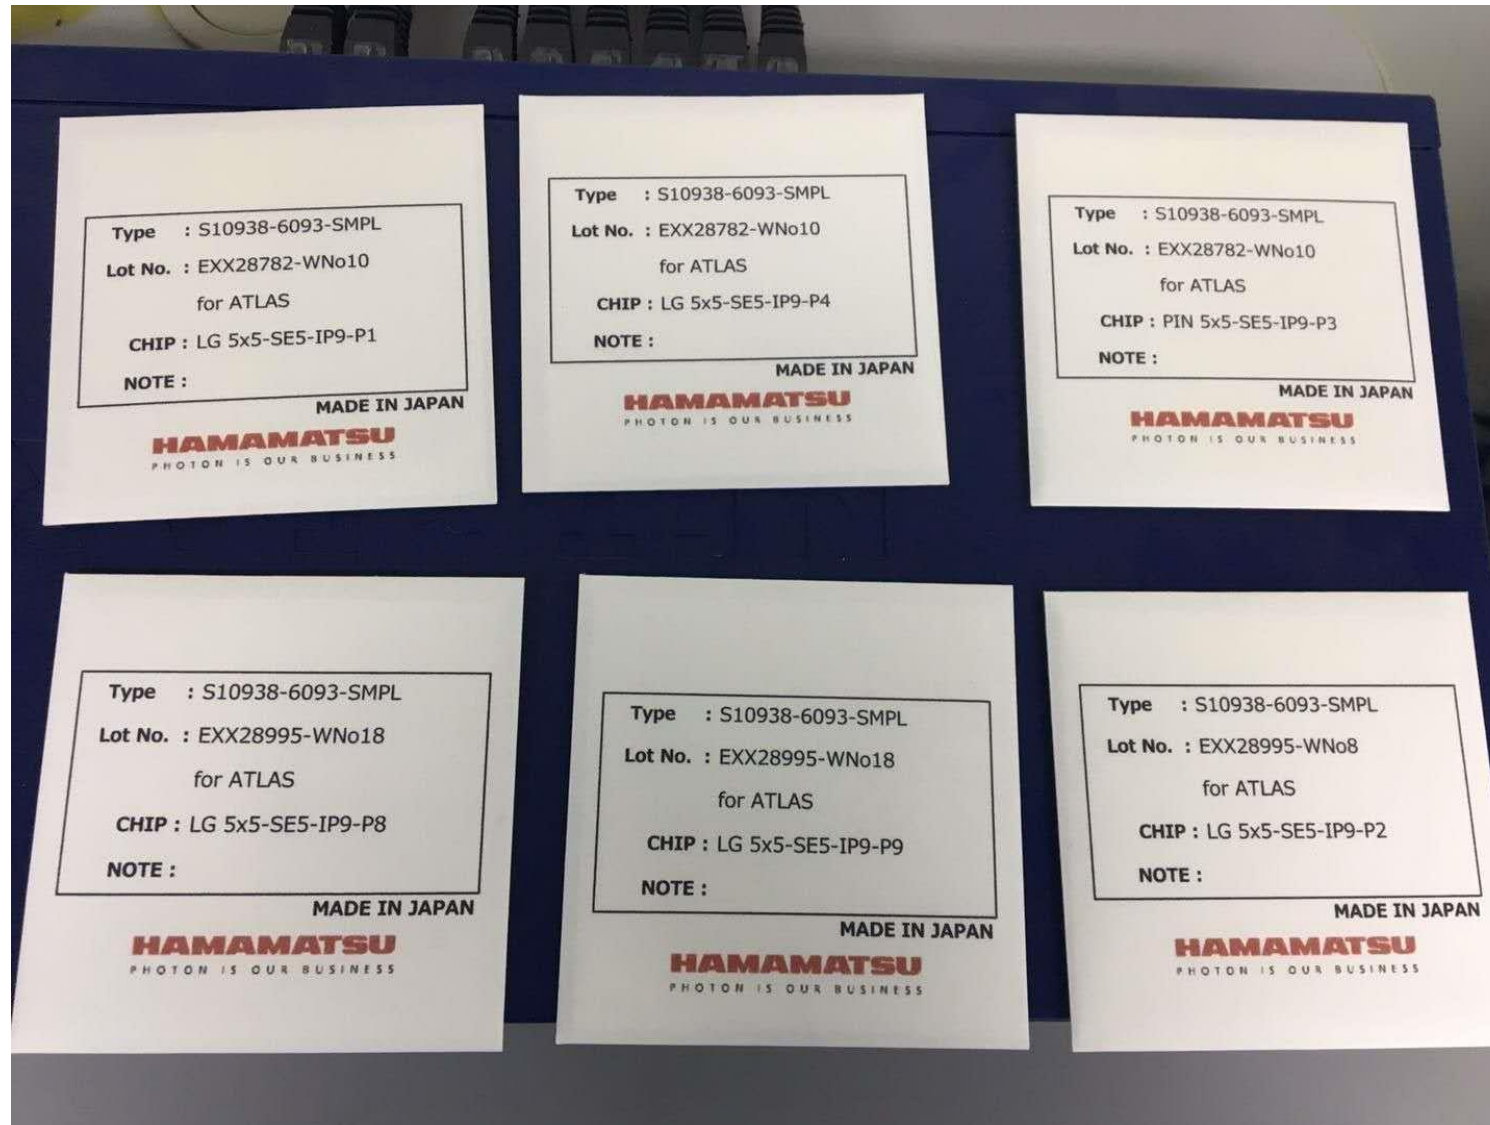 Type : S10938-6093-SMPL
Lot No. : EXX28782-WNo10
for ATLAS
CHIP : LG 5x5-SE5-IP9-P1
NOTE :
MADE IN JAPAN
HAMAMATSU
PHOTON IS OUR BUSINESS
Type : S10938-6093-SMPL
Lot No. : EXX28782-WNo10
for ATLAS
CHIP : LG 5x5-SE5-IP9-P4
NOTE :
MADE IN JAPAN
HAMAMATSU
PHOTON IS OUR BUSINESS
Type : S10938-6093-SMPL
Lot No. : EXX28782-WNo10
for ATLAS
CHIP : PIN 5x5-SE5-IP9-P3
NOTE :
MADE IN JAPAN
HAMAMATSU
PHOTON IS OUR BUSINESS
Type : S10938-6093-SMPL
Lot No. : EXX28995-WNo18
for ATLAS
CHIP : LG 5x5-SE5-IP9-P8
NOTE :
MADE IN JAPAN
HAMAMATSU
PHOTON IS OUR BUSINESS
Type : S10938-6093-SMPL
Lot No. : EXX28995-WNo18
for ATLAS
CHIP : LG 5x5-SE5-IP9-P9
NOTE :
MADE IN JAPAN
HAMAMATSU
PHOTON IS OUR BUSINESS
Type : S10938-6093-SMPL
Lot No. : EXX28995-WNo8
for ATLAS
CHIP : LG 5x5-SE5-IP9-P2
NOTE :
MADE IN JAPAN
HAMAMATSU
PHOTON IS OUR BUSINESS